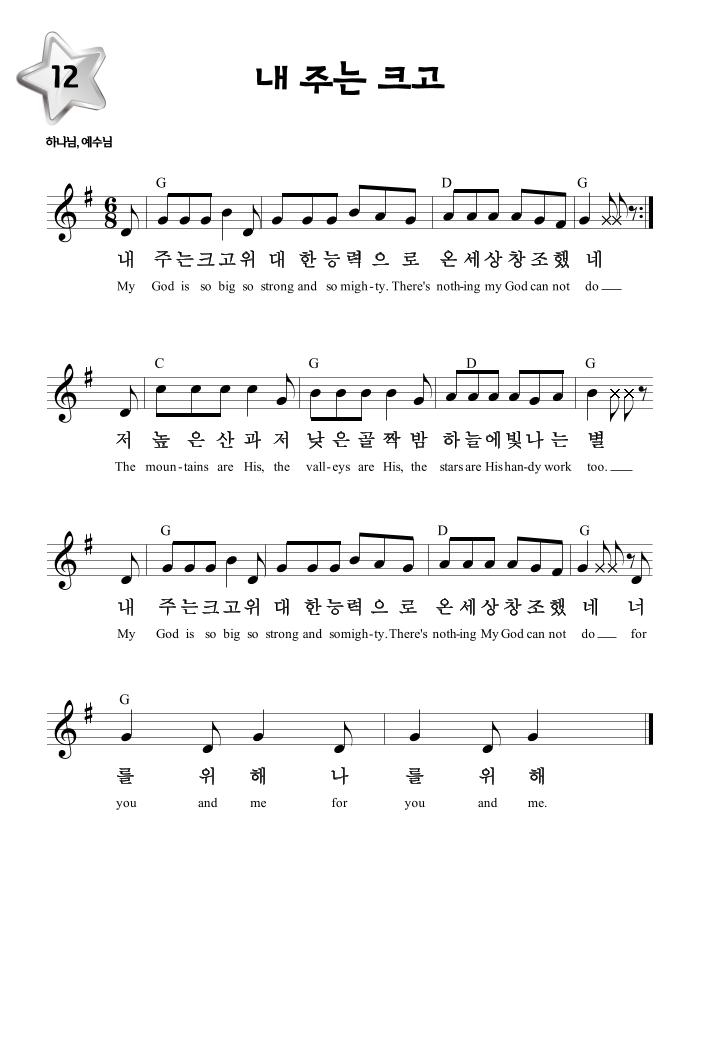 12
내 주는 크고
하나님, 예수님
G D G
6
8
내 주는크고위 대 한능력으로 온세상창조했 네
My God is so big so strong and so migh-ty. There's noth-ing my God can not do
C G D G
저 높은산과저 낮은골짝밤 하늘에빛나는 별
The moun-tains are His, the vall-eys are His, the stars are His han-dy work too.
G D G
내 주는크고위 대 한능력으로 온세상창조했 네 너
My God is so big so strong and so migh-ty. There's noth-ing My God can not do for
G
를 위 해 나 를 위 해
you and me for you and me.